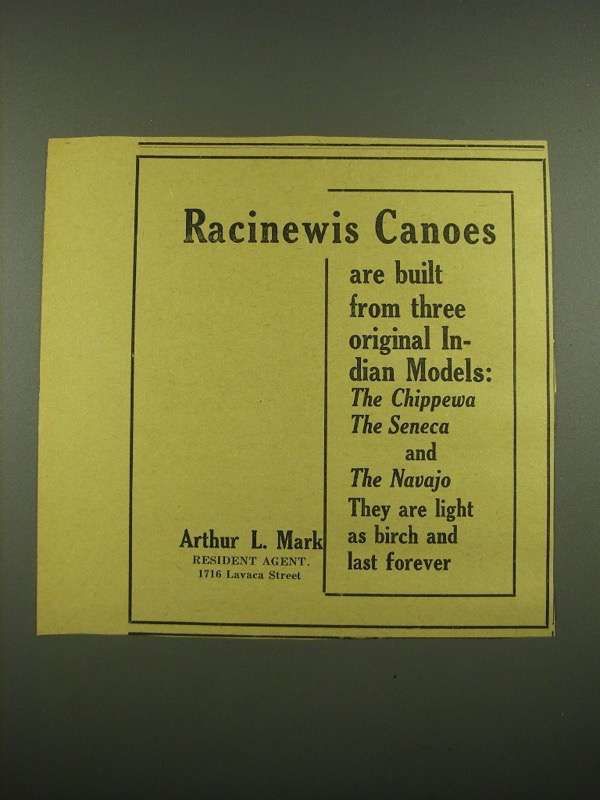 Racinewis Canoes
are built
from three
original In-
dian Models:
The Chippewa
The Seneca
and
The Navajo
They are light
as birch and
last forever
Arthur L. Mark
RESIDENT AGENT.
1716 Lavaca Street